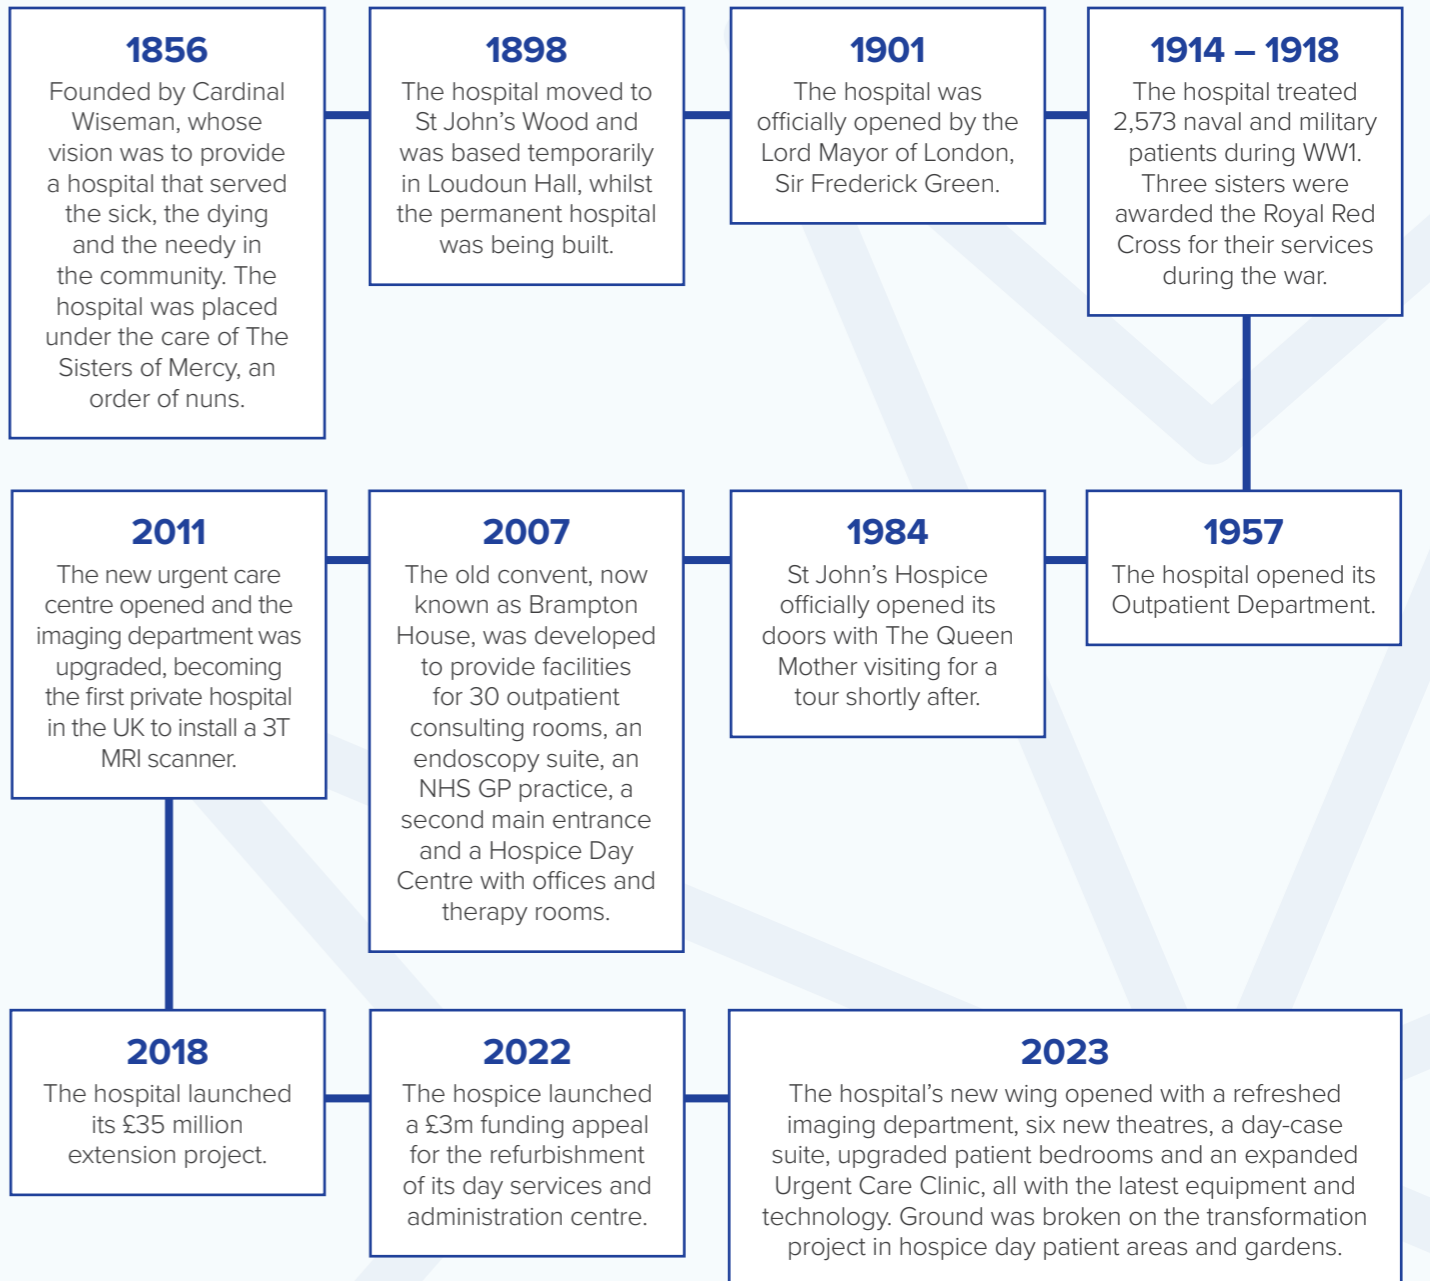 1856
Founded by Cardinal
Wiseman, whose
vision was to provide
a hospital that served
the sick, the dying
and the needy in
the community. The
hospital was placed
under the care of The
Sisters of Mercy, an
order of nuns.
1898
The hospital moved to
St John’s Wood and
was based temporarily
in Loudoun Hall, whilst
the permanent hospital
was being built.
1901
The hospital was
officially opened by the
Lord Mayor of London,
Sir Frederick Green.
1914 – 1918
The hospital treated
2,573 naval and military
patients during WW1.
Three sisters were
awarded the Royal Red
Cross for their services
during the war.
1957
The hospital opened its
Outpatient Department.
1984
St John’s Hospice
officially opened its
doors with The Queen
Mother visiting for a
tour shortly after.
2007
The old convent, now
known as Brampton
House, was developed
to provide facilities
for 30 outpatient
consulting rooms, an
endoscopy suite, an
NHS GP practice, a
second main entrance
and a Hospice Day
Centre with offices and
therapy rooms.
2011
The new urgent care
centre opened and the
imaging department was
upgraded, becoming
the first private hospital
in the UK to install a 3T
MRI scanner.
2018
The hospital launched
its £35 million
extension project.
2022
The hospice launched
a £3m funding appeal
for the refurbishment
of its day services and
administration centre.
2023
The hospital’s new wing opened with a refreshed
imaging department, six new theatres, a day-case
suite, upgraded patient bedrooms and an expanded
Urgent Care Clinic, all with the latest equipment and
technology. Ground was broken on the transformation
project in hospice day patient areas and gardens.